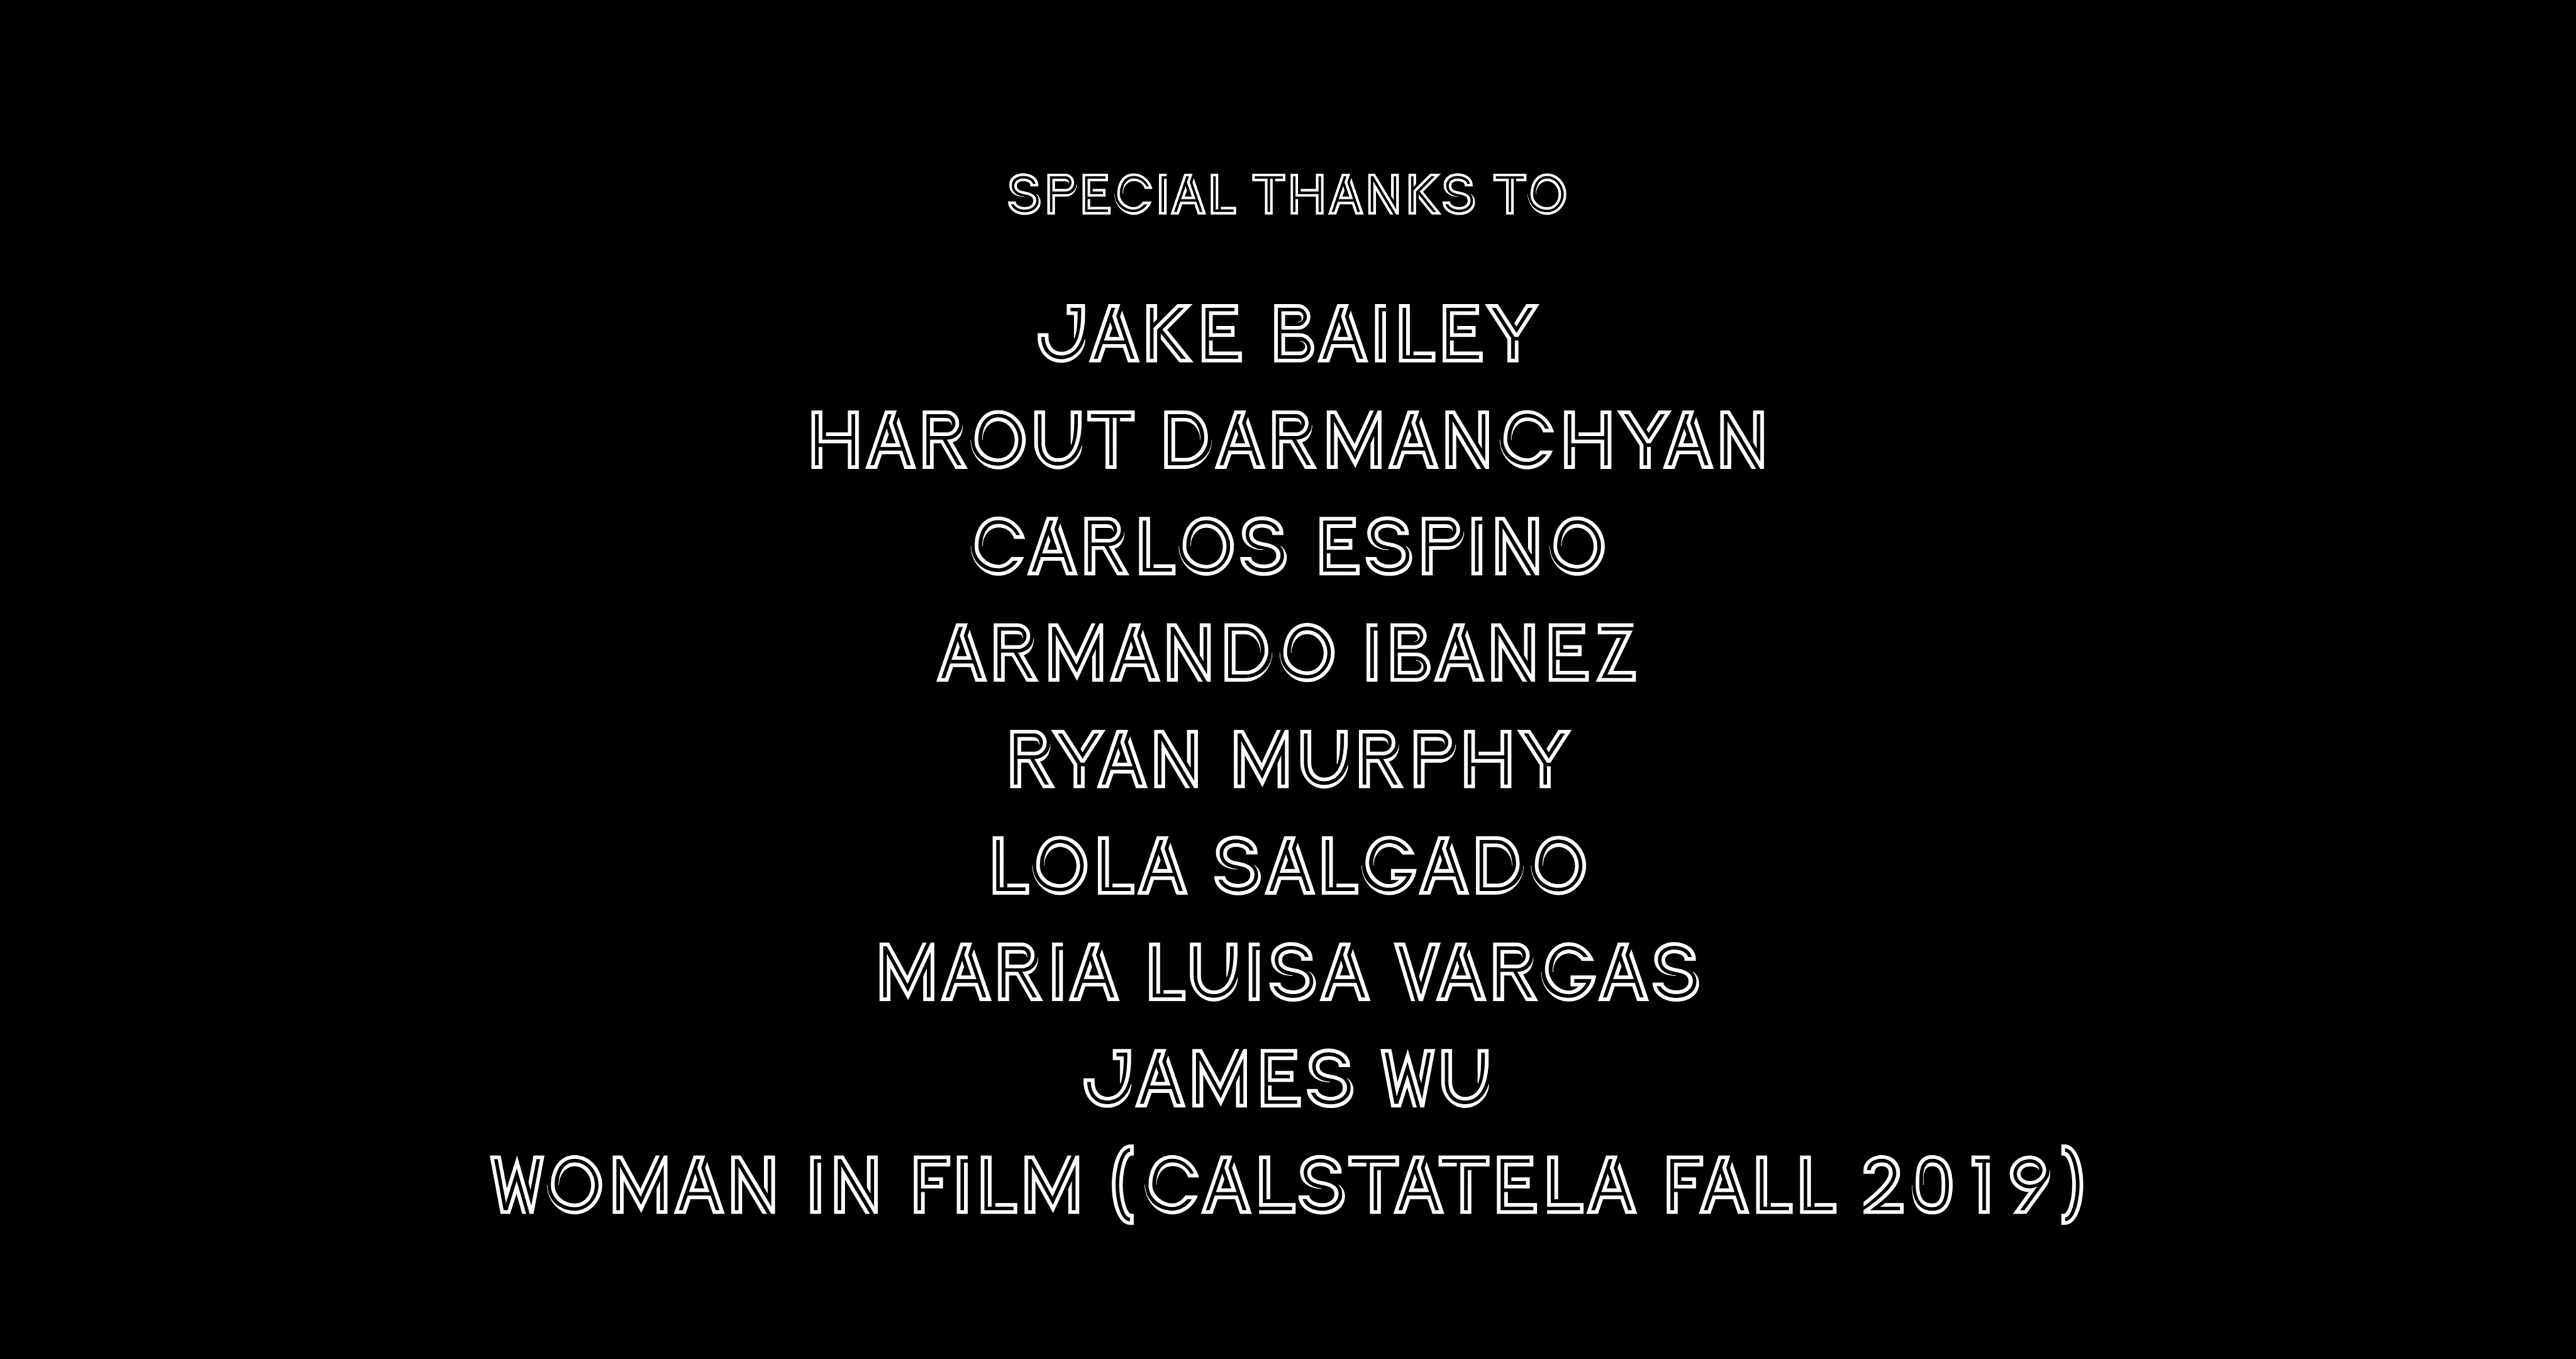 SPECIAL THANKS TO
JAKE BAILEY
HAROUT DARMANCHYAN
CARLOS ESPINO
ARMANDO IBANEZ
RYAN MURPHY
LOLA SALGADO
MARIA LUISA VARGAS
JAMES WU
WOMAN IN FILM (CALSTATELA FALL 2019)